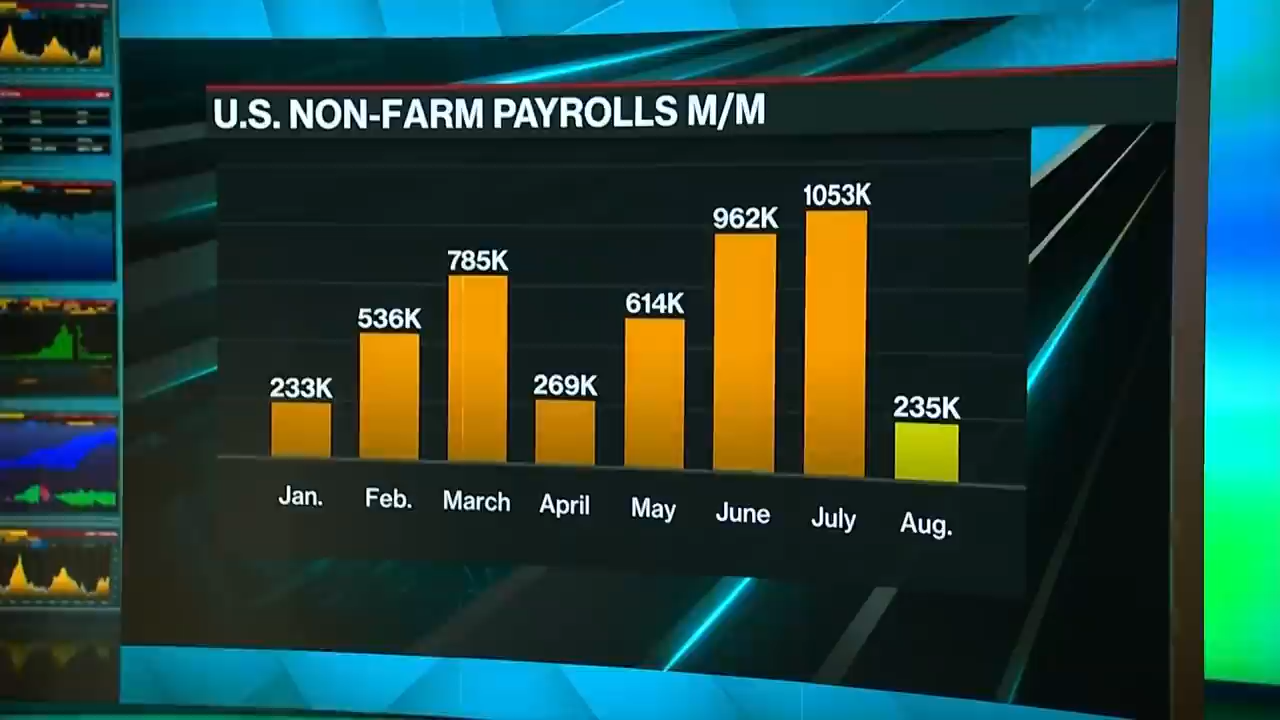 U.S. NON-FARM PAYROLLS M/M
1053K
962K
785K
614K
536K
269K
233K
235K
Jan. Feb. March April May June July Aug.